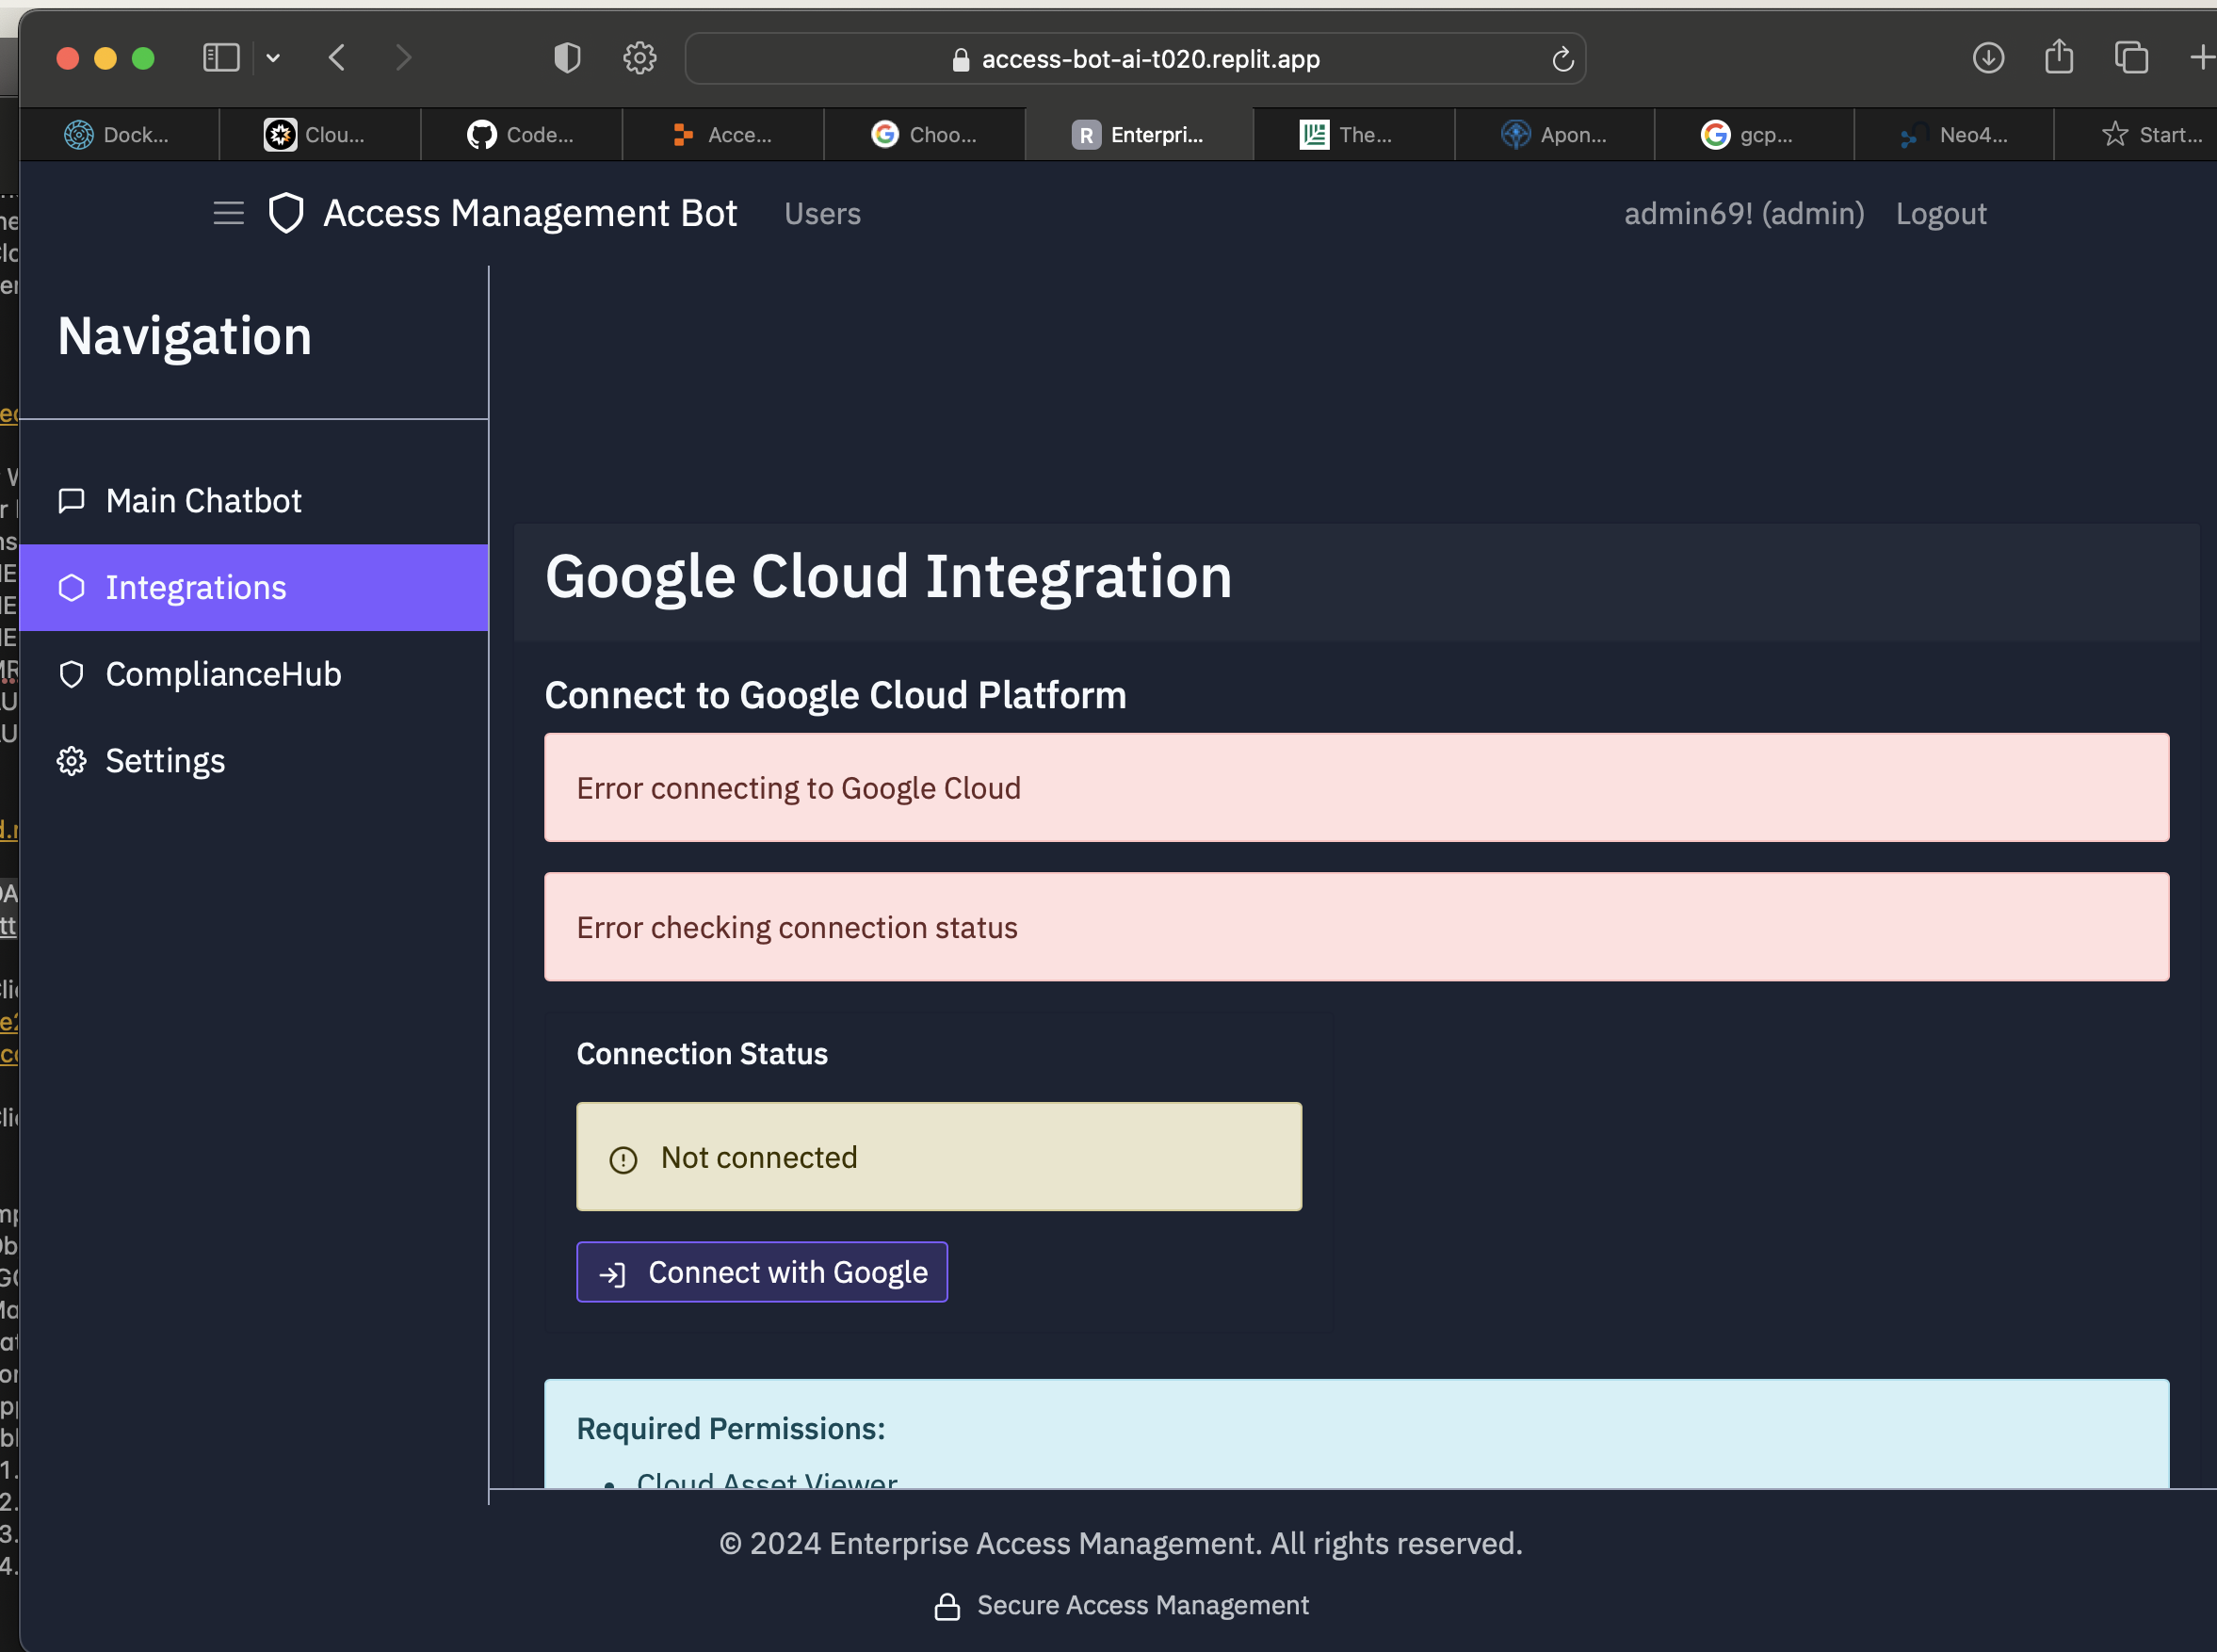 access-bot-ai-t020.replit.app
Dock...
Clou...
Code...
Acce...
Choo...
R
Enterpri...
The...
Apon...
gcp...
Neo4...
Start...
Access Management Bot
Users
admin69! (admin)
Logout
Navigation
Main Chatbot
Integrations
ComplianceHub
Settings
Google Cloud Integration
Connect to Google Cloud Platform
Error connecting to Google Cloud
Error checking connection status
Connection Status
Not connected
Connect with Google
Required Permissions:
• Cloud Asset Viewer
© 2024 Enterprise Access Management. All rights reserved.
Secure Access Management